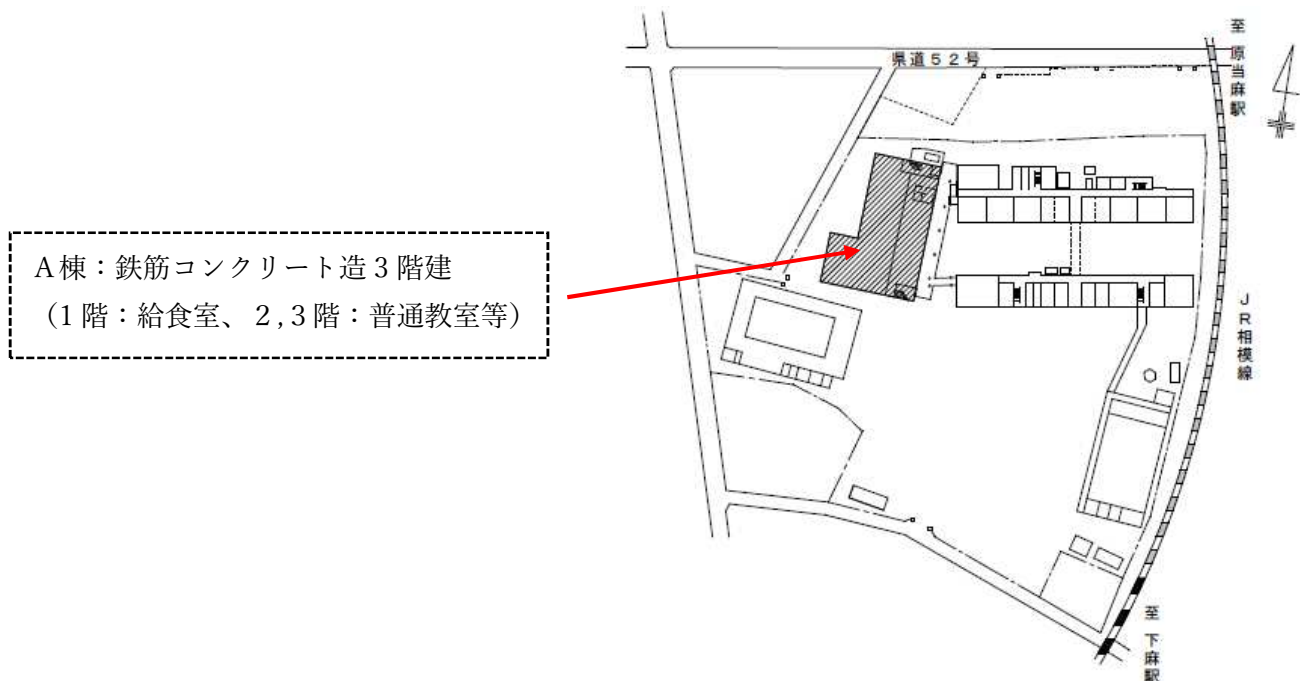 県道５２号
至 原当麻駅
A棟：鉄筋コンクリート造３階建
（1 階：給食室、２,３階：普通教室等）
ＪＲ相模線
至 下麻駅